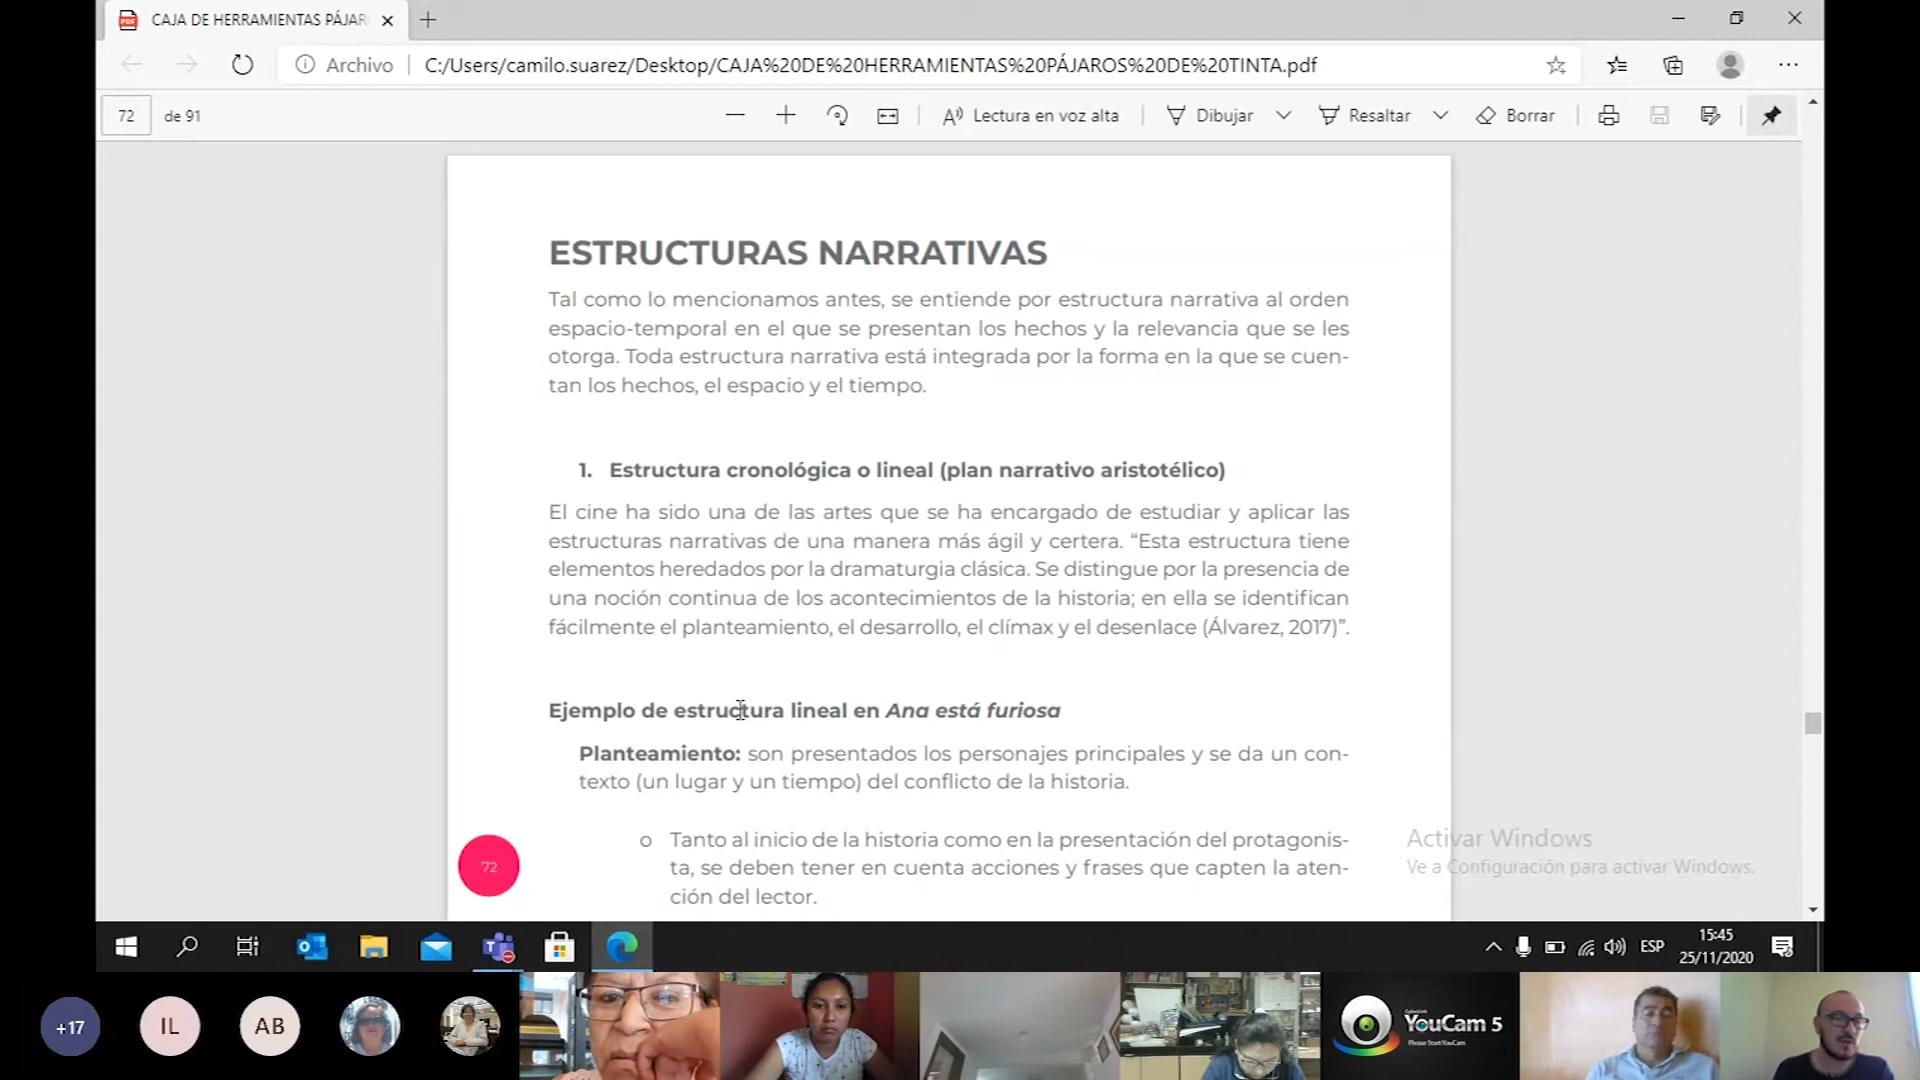 CAJA DE HERRAMIENTAS PÁJAR
Archivo
C:/Users/camilo.suarez/Desktop/CAJA%20DE%20HERRAMIENTAS%20PÁJAROS%20DE%20TINTA.pdf
72 de 91
Lectura en voz alta
Dibujar
Resaltar
Borrar
ESTRUCTURAS NARRATIVAS
Tal como lo mencionamos antes, se entiende por estructura narrativa al orden
espacio-temporal en el que se presentan los hechos y la relevancia que se les
otorga. Toda estructura narrativa está integrada por la forma en la que se cuen-
tan los hechos, el espacio y el tiempo.
1. Estructura cronológica o lineal (plan narrativo aristotélico)
El cine ha sido una de las artes que se ha encargado de estudiar y aplicar las
estructuras narrativas de una manera más ágil y certera. “Esta estructura tiene
elementos heredados por la dramaturgia clásica. Se distingue por la presencia de
una noción continua de los acontecimientos de la historia; en ella se identifican
fácilmente el planteamiento, el desarrollo, el clímax y el desenlace (Álvarez, 2017)”.
Ejemplo de estructura lineal en Ana está furiosa
Planteamiento: son presentados los personajes principales y se da un con-
texto (un lugar y un tiempo) del conflicto de la historia.
o Tanto al inicio de la historia como en la presentación del protagonis-
ta, se deben tener en cuenta acciones y frases que capten la aten-
ción del lector.
72
Activar Windows
Ve a Configuración para activar Windows.
ESP
15:45
25/11/2020
+17
IL
AB
CyberLink
YouCam 5
Please Start YouCam